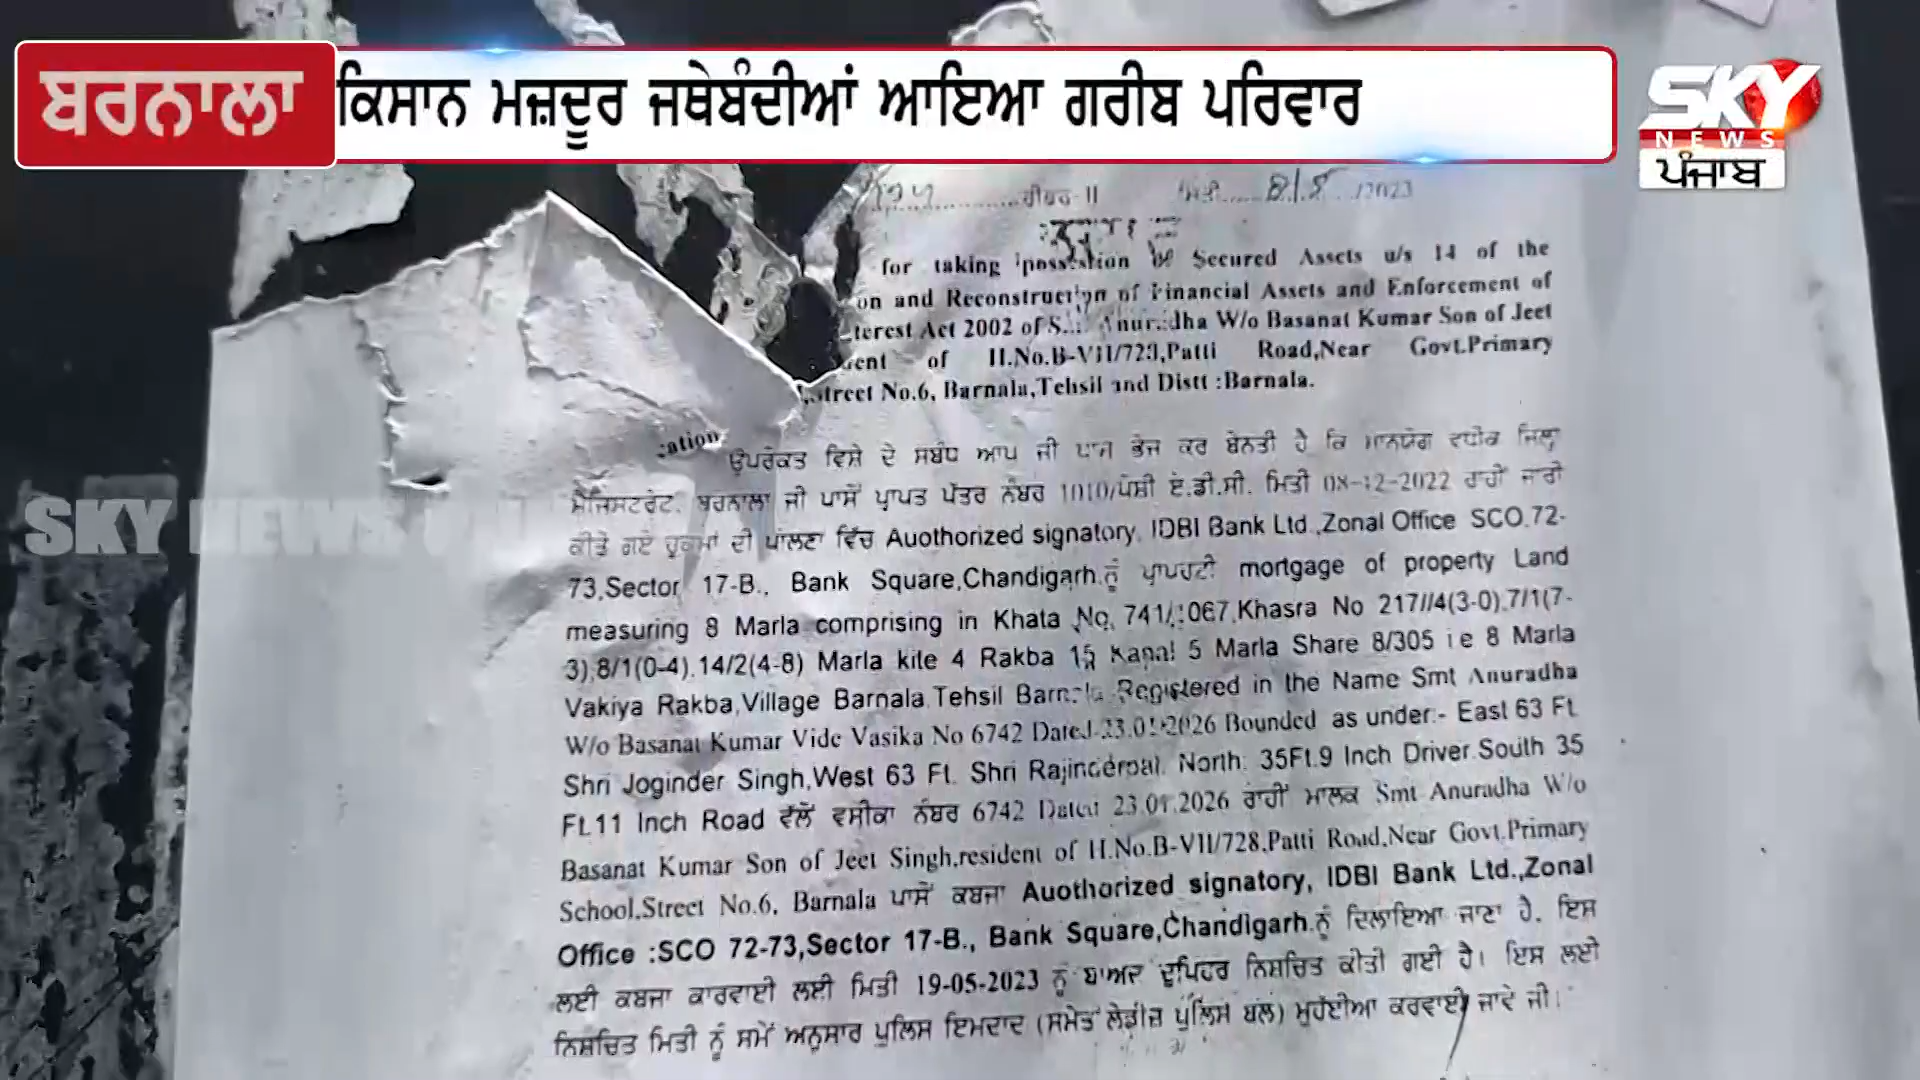 ਬਰਨਾਲਾ
ਕਿਸਾਨ ਮਜ਼ਦੂਰ ਜਥੇਬੰਦੀਆਂ ਆਇਆ ਗਰੀਬ ਪਰਿਵਾਰ
SKY
NEWS
ਪੰਜਾਬ
ਰੀਡਰ-II ਮਿਤੀ..... /2023
for taking possession of Secured Assets u/s 14 of the
on and Reconstruction of Financial Assets and Enforcement of
terest Act 2002 of Anuradha W/o Basanat Kumar Son of Jeet
ent of H.No.B-VII/728,Patti Road,Near Govt.Primary
,Street No.6, Barnala,Tehsil and Distt :Barnala.
cation
ਉਪਰੋਕਤ ਵਿਸ਼ੇ ਦੇ ਸਬੰਧ ਆਪ ਜੀ ਪਾਸ ਭੇਜ ਕਰ ਬੇਨਤੀ ਹੈ ਕਿ ਮਾਨਯੋਗ ਵਧੀਕ ਜਿਲ੍ਹਾ
ਮੈਜਿਸਟਰੇਟ, ਬਰਨਾਲਾ ਜੀ ਪਾਸੋਂ ਪ੍ਰਾਪਤ ਪੱਤਰ ਨੰਬਰ 1010/ਪੇਸ਼ੀ ਏ.ਡੀ.ਸੀ. ਮਿਤੀ 08-12-2022 ਰਾਹੀਂ ਜਾਰੀ
ਕੀਤੇ ਗਏ ਹੁਕਮਾਂ ਦੀ ਪਾਲਣਾ ਵਿੱਚ Auothorized signatory, IDBI Bank Ltd.,Zonal Office SCO.72-
73,Sector 17-B., Bank Square,Chandigarh.ਨੂੰ ਪ੍ਰਾਪਰਟੀ mortgage of property Land
measuring 8 Marla comprising in Khata No. 741/1067,Khasra No 217//4(3-0),7/1(7-
3),8/1(0-4),14/2(4-8) Marla kite 4 Rakba 15 Kanal 5 Marla Share 8/305 i e 8 Marla
Vakiya Rakba,Village Barnala,Tehsil Barnala Registered in the Name Smt Anuradha
W/o Basanat Kumar Vide Vasika No 6742 Dated 23.01.2026 Bounded as under:- East 63 Ft.
Shri Joginder Singh,West 63 Ft. Shri Rajinderpal, North: 35Ft.9 Inch Driver.South 35
Ft.11 Inch Road ਵੱਲੋਂ ਵਸੀਕਾ ਨੰਬਰ 6742 Dated 23.01.2026 ਰਾਹੀਂ ਮਾਲਕ Smt Anuradha W/o
Basanat Kumar Son of Jeet Singh,resident of H.No.B-VII/728,Patti Road,Near Govt.Primary
School,Street No.6, Barnala ਪਾਸੋਂ ਕਬਜਾ Auothorized signatory, IDBI Bank Ltd.,Zonal
Office :SCO 72-73,Sector 17-B., Bank Square,Chandigarh.ਨੂੰ ਦਿਲਾਇਆ ਜਾਣਾ ਹੈ, ਇਸ
ਲਈ ਕਬਜਾ ਕਾਰਵਾਈ ਲਈ ਮਿਤੀ 19-05-2023 ਨੂੰ ਬਾਅਦ ਦੁਪਿਹਰ ਨਿਸ਼ਚਿਤ ਕੀਤੀ ਗਈ ਹੈ। ਇਸ ਲਈ
ਨਿਸ਼ਚਿਤ ਮਿਤੀ ਨੂੰ ਸਮੇਂ ਅਨੁਸਾਰ ਪੁਲਿਸ ਇਮਦਾਦ (ਸਮੇਤ ਲੇਡੀਜ਼ ਪੁਲਿਸ ਬਲ) ਮੁਹੱਈਆ ਕਰਵਾਈ ਜਾਵੇ ਜੀ।
SKY NEWS